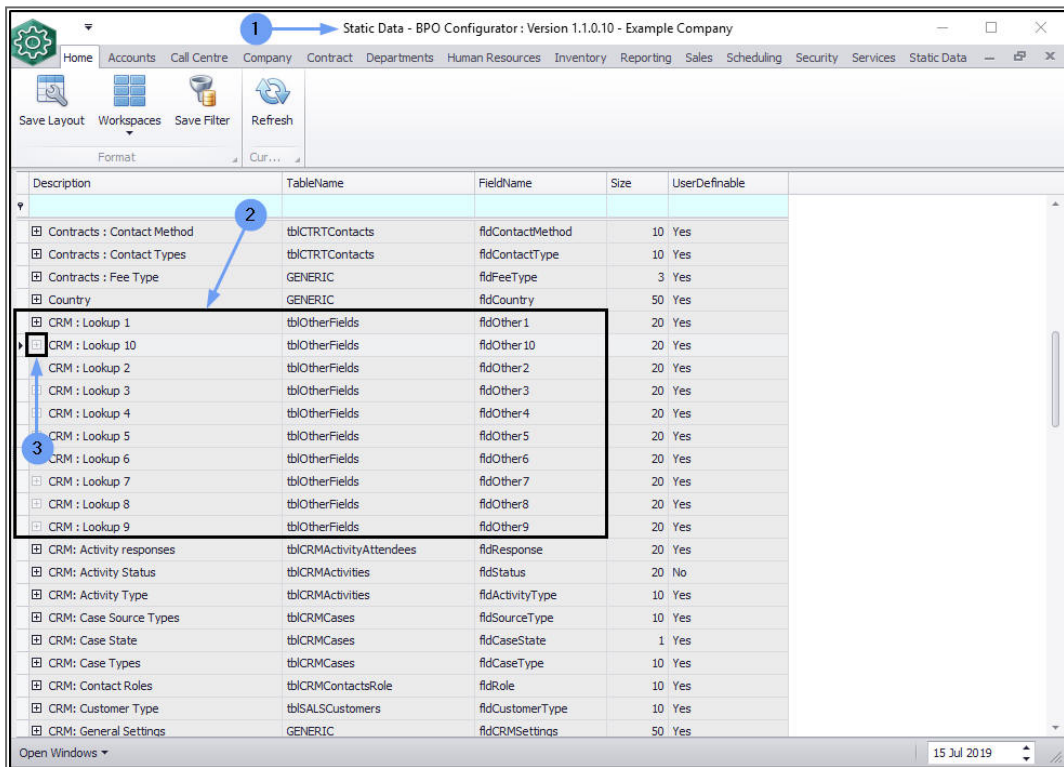 1
Static Data - BPO Configurator : Version 1.1.0.10 - Example Company
Home Accounts Call Centre Company Contract Departments Human Resources Inventory Reporting Sales Scheduling Security Services Static Data
Save Layout Workspaces Save Filter Refresh
Format Cur...
Description TableName FieldName Size UserDefinable
2
Contracts : Contact Method tblCTRTContacts fldContactMethod 10 Yes
Contracts : Contact Types tblCTRTContacts fldContactType 10 Yes
Contracts : Fee Type GENERIC fldFeeType 3 Yes
Country GENERIC fldCountry 50 Yes
CRM : Lookup 1 tblOtherFields fldOther1 20 Yes
CRM : Lookup 10 tblOtherFields fldOther10 20 Yes
CRM : Lookup 2 tblOtherFields fldOther2 20 Yes
CRM : Lookup 3 tblOtherFields fldOther3 20 Yes
CRM : Lookup 4 tblOtherFields fldOther4 20 Yes
CRM : Lookup 5 tblOtherFields fldOther5 20 Yes
3
CRM : Lookup 6 tblOtherFields fldOther6 20 Yes
CRM : Lookup 7 tblOtherFields fldOther7 20 Yes
CRM : Lookup 8 tblOtherFields fldOther8 20 Yes
CRM : Lookup 9 tblOtherFields fldOther9 20 Yes
CRM: Activity responses tblCRMActivityAttendees fldResponse 20 Yes
CRM: Activity Status tblCRMActivities fldStatus 20 No
CRM: Activity Type tblCRMActivities fldActivityType 10 Yes
CRM: Case Source Types tblCRMCases fldSourceType 10 Yes
CRM: Case State tblCRMCases fldCaseState 1 Yes
CRM: Case Types tblCRMCases fldCaseType 10 Yes
CRM: Contact Roles tblCRMContactsRole fldRole 10 Yes
CRM: Customer Type tblSALSCustomers fldCustomerType 10 Yes
CRM: General Settings GENERIC fldCRMSettings 50 Yes
Open Windows 15 Jul 2019